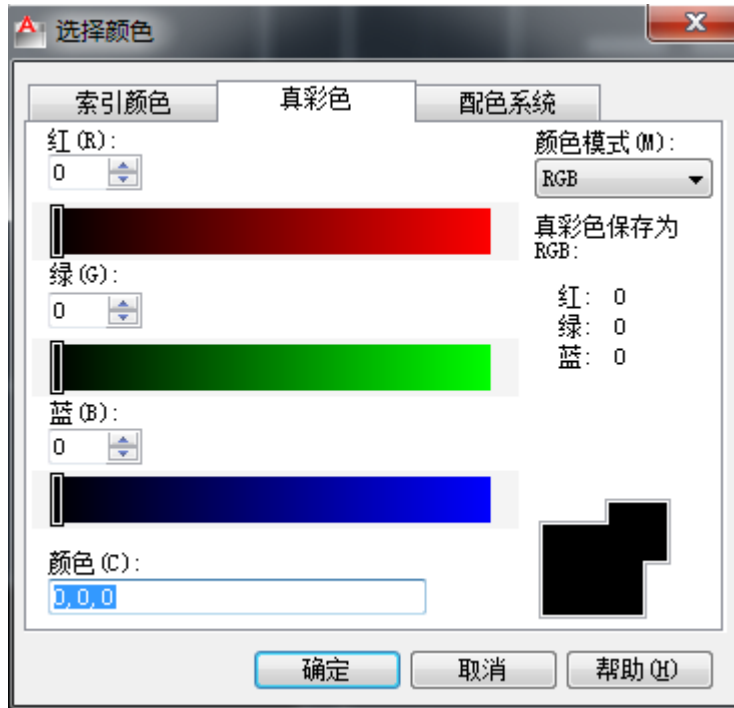 选择颜色
索引颜色
真彩色
配色系统
红(R):
0
颜色模式(M):
RGB
真彩色保存为
RGB:
红: 0
绿: 0
蓝: 0
绿(G):
0
蓝(B):
0
颜色(C):
0,0,0
确定
取消
帮助(H)